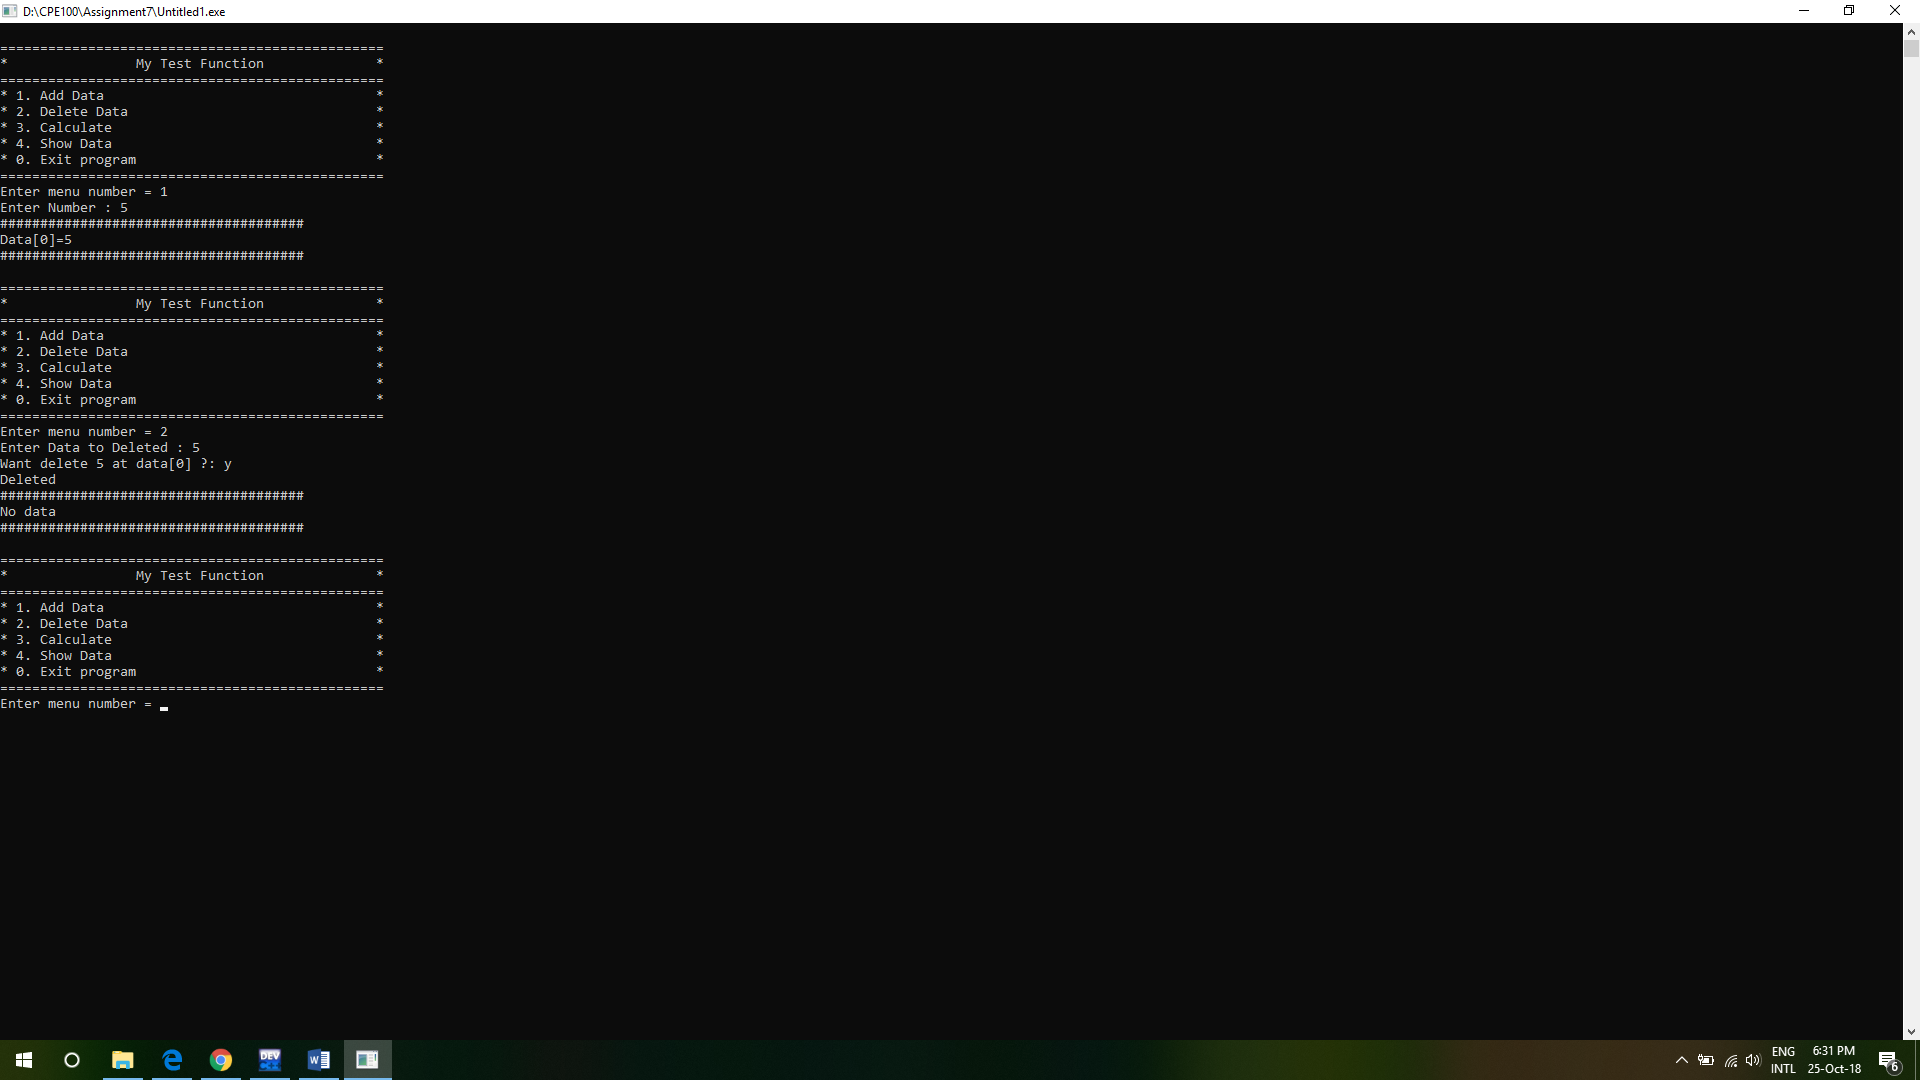 D:\CPE100\Assignment7\Untitled1.exe
================================================
*                My Test Function              *
================================================
* 1. Add Data                                  *
* 2. Delete Data                               *
* 3. Calculate                                 *
* 4. Show Data                                 *
* 0. Exit program                              *
================================================
Enter menu number = 1
Enter Number : 5
######################################
Data[0]=5
######################################
================================================
*                My Test Function              *
================================================
* 1. Add Data                                  *
* 2. Delete Data                               *
* 3. Calculate                                 *
* 4. Show Data                                 *
* 0. Exit program                              *
================================================
Enter menu number = 2
Enter Data to Deleted : 5
Want delete 5 at data[0] ?: y
Deleted
######################################
No data
######################################
================================================
*                My Test Function              *
================================================
* 1. Add Data                                  *
* 2. Delete Data                               *
* 3. Calculate                                 *
* 4. Show Data                                 *
* 0. Exit program                              *
================================================
Enter menu number = _
DEV
C++
ENG
INTL
6:31 PM
25-Oct-18
6